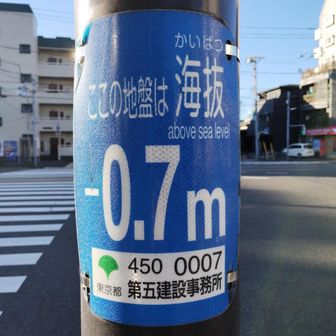 かいばつ
ここの地盤は海抜
above sea level
-0.7m
450 0007
東京都 第五建設事務所